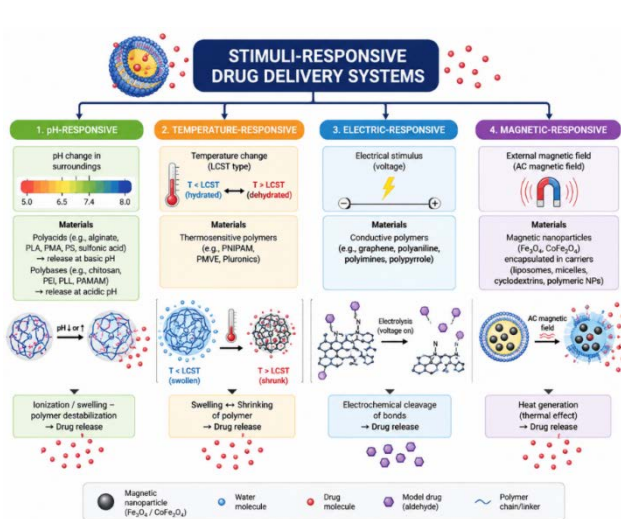 STIMULI-RESPONSIVE
DRUG DELIVERY SYSTEMS
1. pH-RESPONSIVE
pH change in
surroundings
5.0 6.5 7.4 8.0
Materials
Polyacids (e.g., alginate,
PLA, PMA, PS, sulfonic acid)
→ release at basic pH
Polybases (e.g., chitosan,
PEI, PLL, PAMAM)
→ release at acidic pH
pH↓ or ↑
Ionization / swelling –
polymer destabilization
→ Drug release
2. TEMPERATURE-RESPONSIVE
Temperature change
(LCST type)
T < LCST
(hydrated)
T > LCST
(dehydrated)
Materials
Thermosensitive polymers
(e.g., PNIPAM,
PMVE, Pluronics)
T < LCST
(swollen)
T > LCST
(shrunk)
Swelling ↔ Shrinking
of polymer
→ Drug release
3. ELECTRIC-RESPONSIVE
Electrical stimulus
(voltage)
Materials
Conductive polymers
(e.g., graphene, polyaniline,
polyimines, polypyrrole)
Electrolysis
(voltage on)
Electrochemical cleavage
of bonds
→ Drug release
4. MAGNETIC-RESPONSIVE
External magnetic field
(AC magnetic field)
Materials
Magnetic nanoparticles
(Fe₃O₄, CoFe₂O₄)
encapsulated in carriers
(liposomes, micelles,
cyclodextrins, polymeric NPs)
AC magnetic
field
Heat generation
(thermal effect)
→ Drug release
Magnetic
nanoparticle
(Fe₃O₄ / CoFe₂O₄)
Water
molecule
Drug
molecule
Model drug
(aldehyde)
Polymer
chain/linker